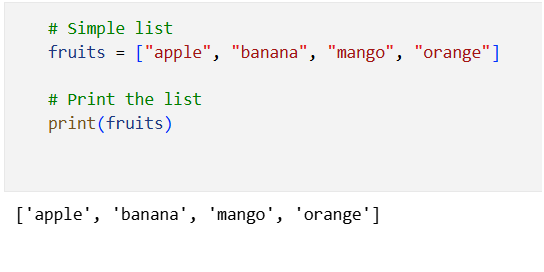 # Simple list
fruits = ["apple", "banana", "mango", "orange"]
# Print the list
print(fruits)
['apple', 'banana', 'mango', 'orange']